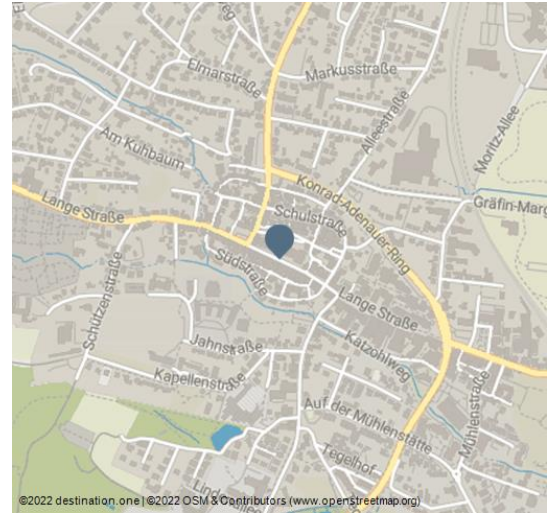 Elmarstraße
Markusstraße
Am Kuhbaum
Alleestraße
Moritz-Allee
Konrad-Adenauer-Ring
Gräfin-Marg
Lange Straße
Schulstraße
Südstraße
Schützenstraße
Lange Straße
Katzohlweg
Jahnstraße
Kapellenstraße
Auf der Mühlenstätte
Mühlenstraße
Tegelhof
©2022 destination.one | ©2022 OSM & Contributors (www.openstreetmap.org)